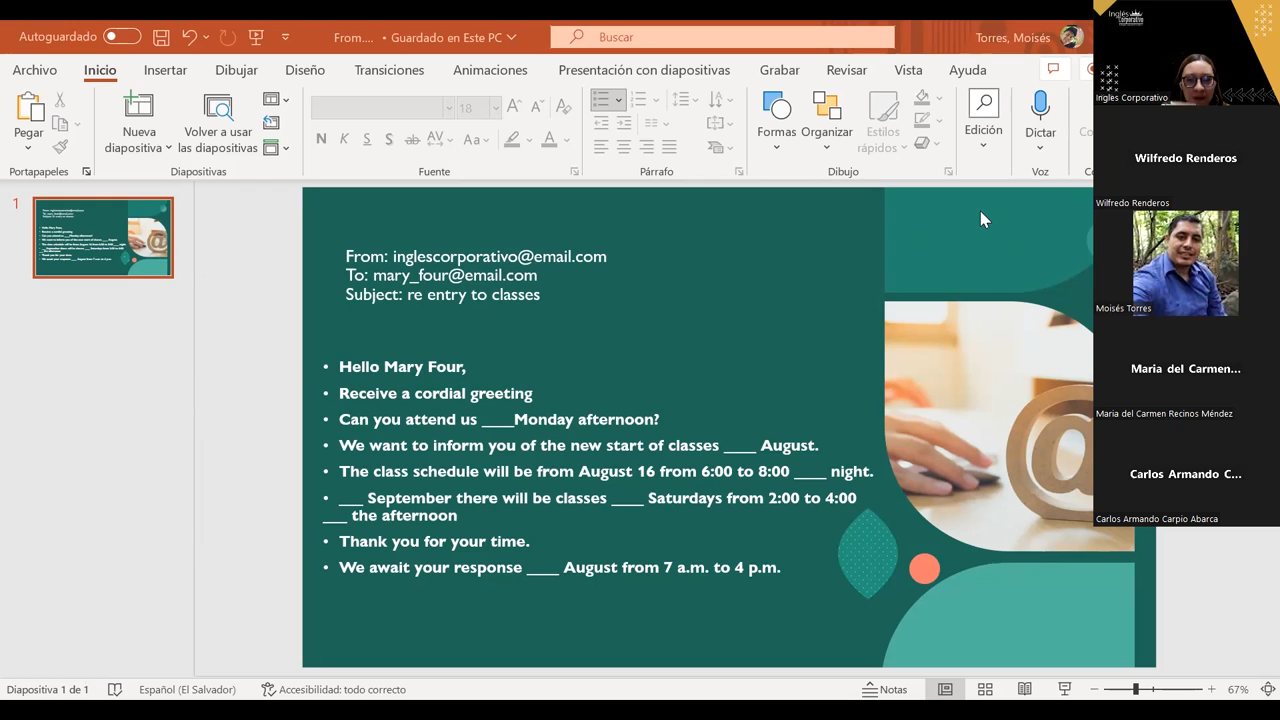 Autoguardado
From.... • Guardado en Este PC
Buscar
Torres, Moisés
Archivo Inicio Insertar Dibujar Diseño Transiciones Animaciones Presentación con diapositivas Grabar Revisar Vista Ayuda
Pegar
Nueva diapositiva
Volver a usar las diapositivas
18
N K S S ab AV Aa A
Formas
Organizar
Estilos rápidos
Edición
Dictar
Portapapeles Diapositivas Fuente Párrafo Dibujo Voz
1
From: inglescorporativo@email.com
To: mary_four@email.com
Subject: re entry to classes
• Hello Mary Four,
• Receive a cordial greeting
• Can you attend us ____Monday afternoon?
• We want to inform you of the new start of classes ____ August.
• The class schedule will be from August 16 from 6:00 to 8:00 ____ night.
• ___ September there will be classes ____ Saturdays from 2:00 to 4:00
___ the afternoon
• Thank you for your time.
• We await your response ____ August from 7 a.m. to 4 p.m.
Inglés Corporativo
Ingles Corporativo
Wilfredo Renderos
Wilfredo Renderos
Moisés Torres
Maria del Carmen...
Maria del Carmen Recinos Méndez
Carlos Armando C...
Carlos Armando Carpio Abarca
Diapositiva 1 de 1
Español (El Salvador)
Accesibilidad: todo correcto
Notas
67%